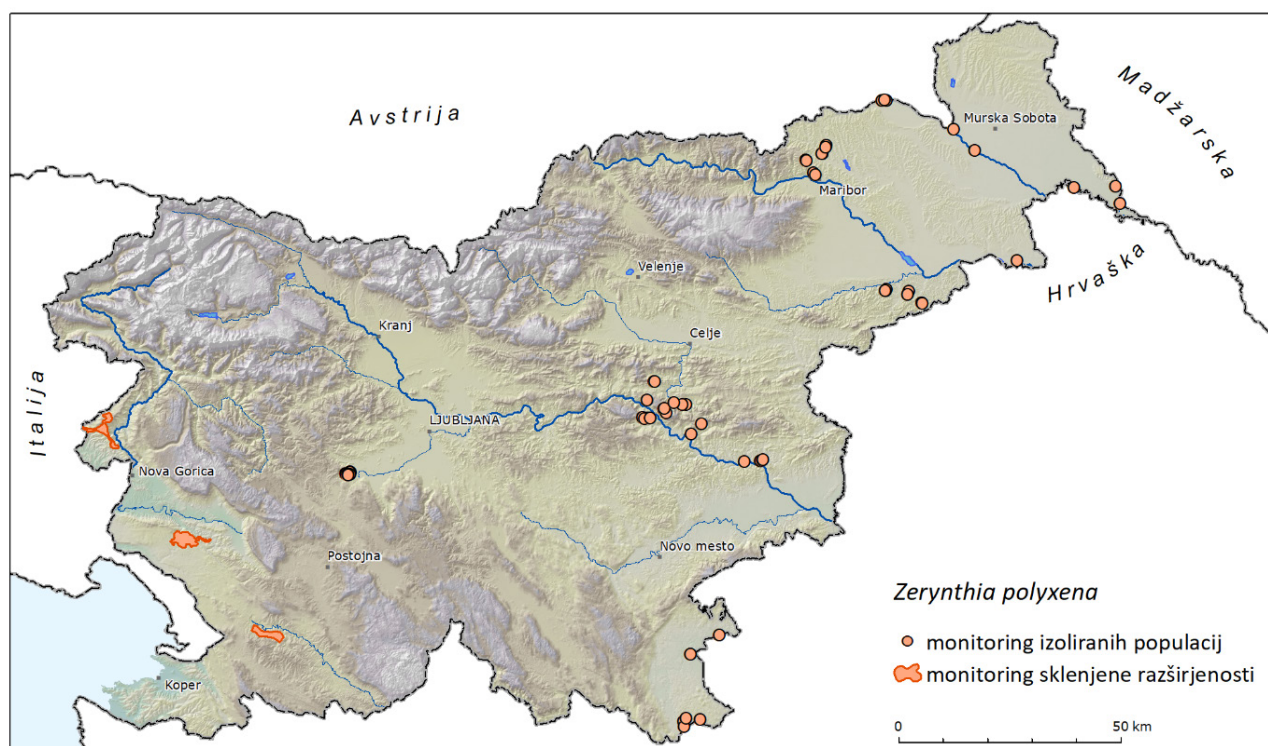 Avstrija
Madžarska
Murska Sobota
Maribor
Velenje
Hrvaška
Kranj
Celje
Italija
LJUBLJANA
Nova Gorica
Postojna
Novo mesto
Koper
Zerynthia polyxena
monitoring izoliranih populacij
monitoring sklenjene razširjenosti
0 50 km